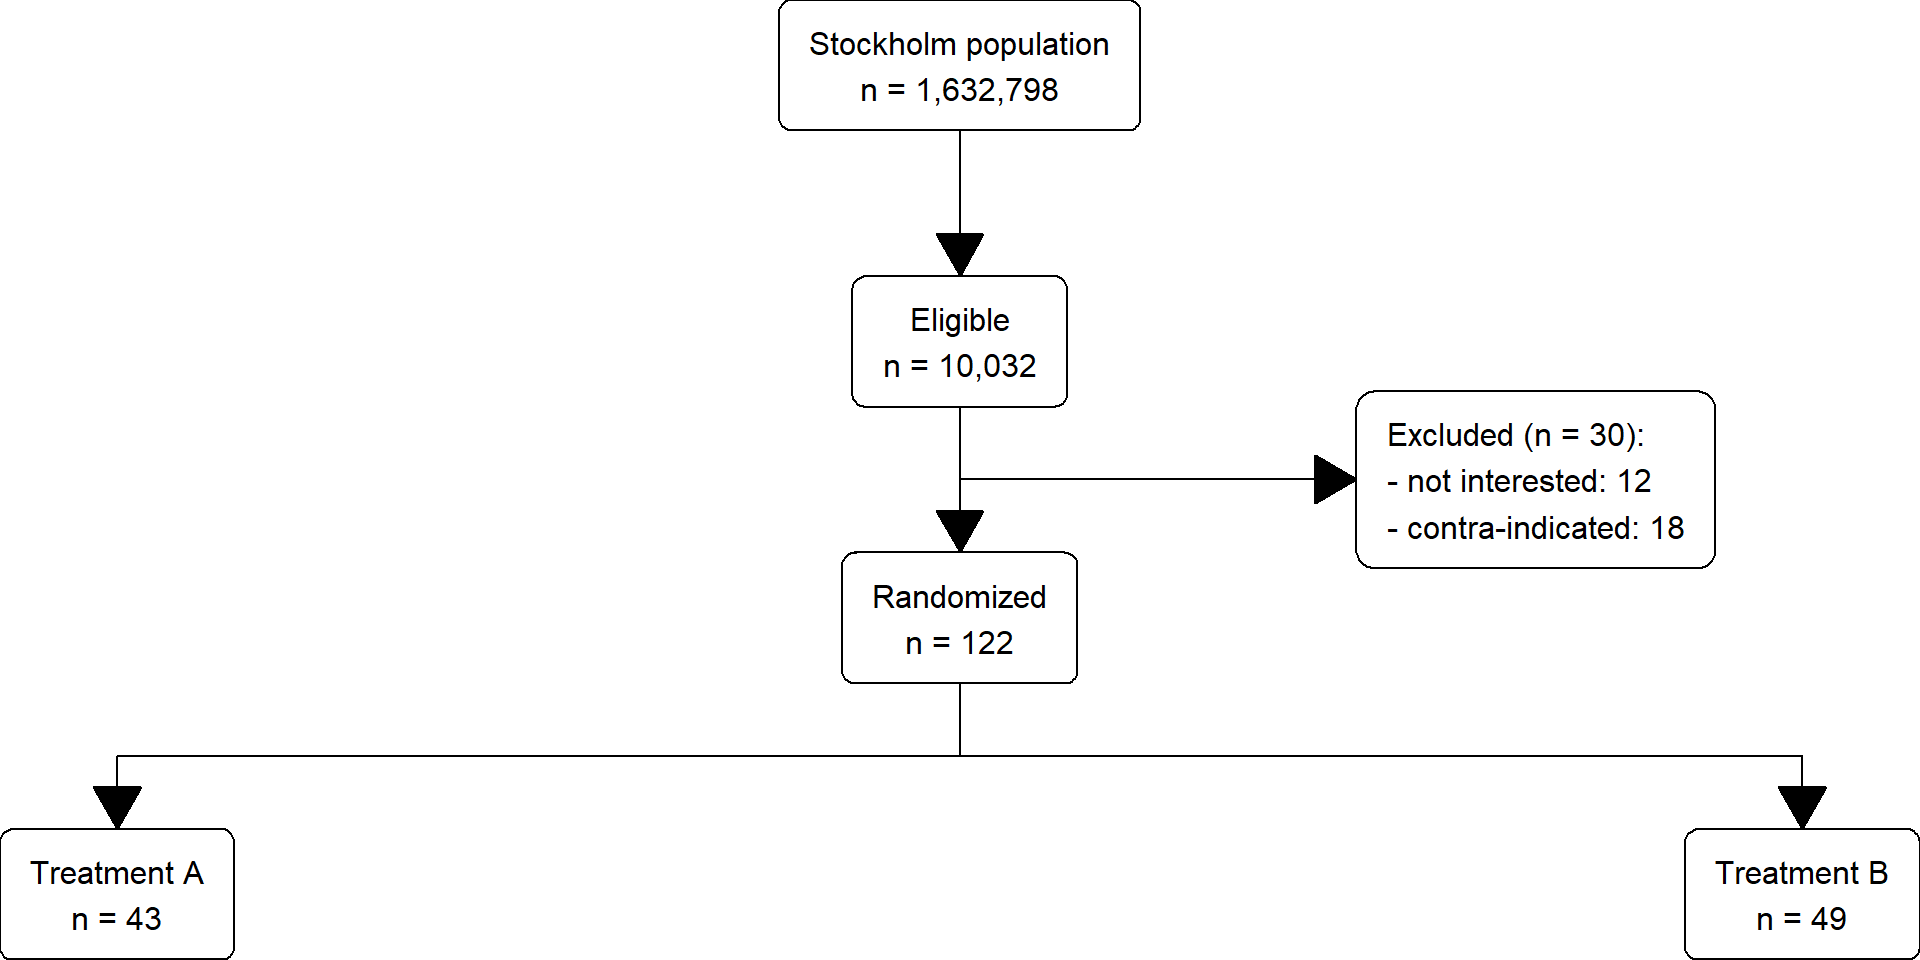 Stockholm population
n = 1,632,798
Eligible
n = 10,032
Excluded (n = 30):
- not interested: 12
- contra-indicated: 18
Randomized
n = 122
Treatment A
n = 43
Treatment B
n = 49